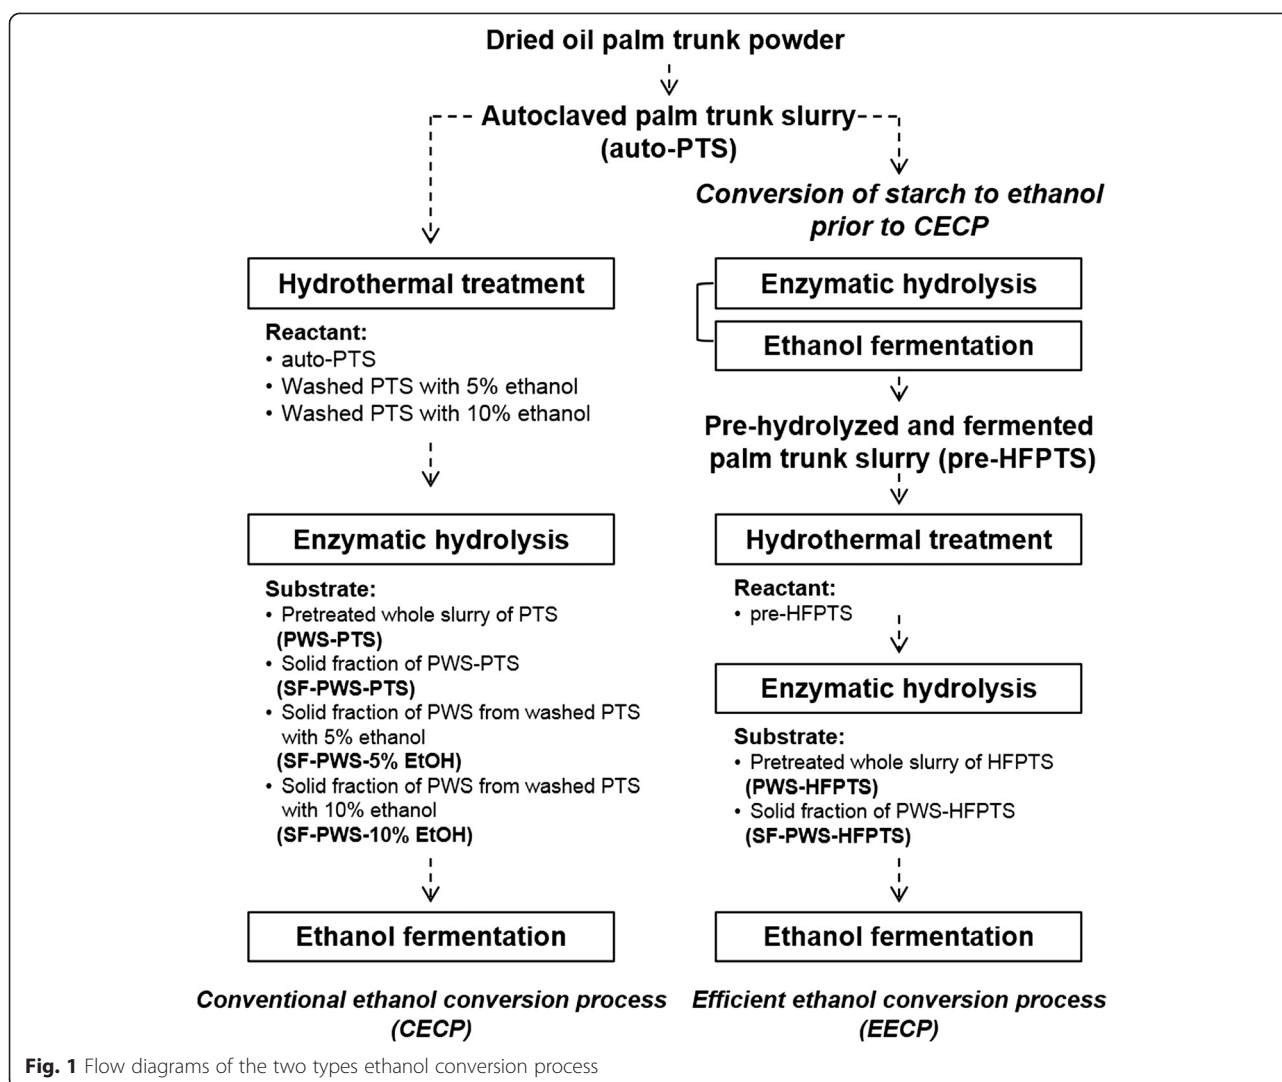 Dried oil palm trunk powder
Autoclaved palm trunk slurry
(auto-PTS)
Hydrothermal treatment
Reactant:
• auto-PTS
• Washed PTS with 5% ethanol
• Washed PTS with 10% ethanol
Enzymatic hydrolysis
Substrate:
• Pretreated whole slurry of PTS
(PWS-PTS)
• Solid fraction of PWS-PTS
(SF-PWS-PTS)
• Solid fraction of PWS from washed PTS
with 5% ethanol
(SF-PWS-5% EtOH)
• Solid fraction of PWS from washed PTS
with 10% ethanol
(SF-PWS-10% EtOH)
Ethanol fermentation
Conventional ethanol conversion process
(CECP)
Conversion of starch to ethanol
prior to CECP
Enzymatic hydrolysis
Ethanol fermentation
Pre-hydrolyzed and fermented
palm trunk slurry (pre-HFPTS)
Hydrothermal treatment
Reactant:
• pre-HFPTS
Enzymatic hydrolysis
Substrate:
• Pretreated whole slurry of HFPTS
(PWS-HFPTS)
• Solid fraction of PWS-HFPTS
(SF-PWS-HFPTS)
Ethanol fermentation
Efficient ethanol conversion process
(EECP)
Fig. 1 Flow diagrams of the two types ethanol conversion process